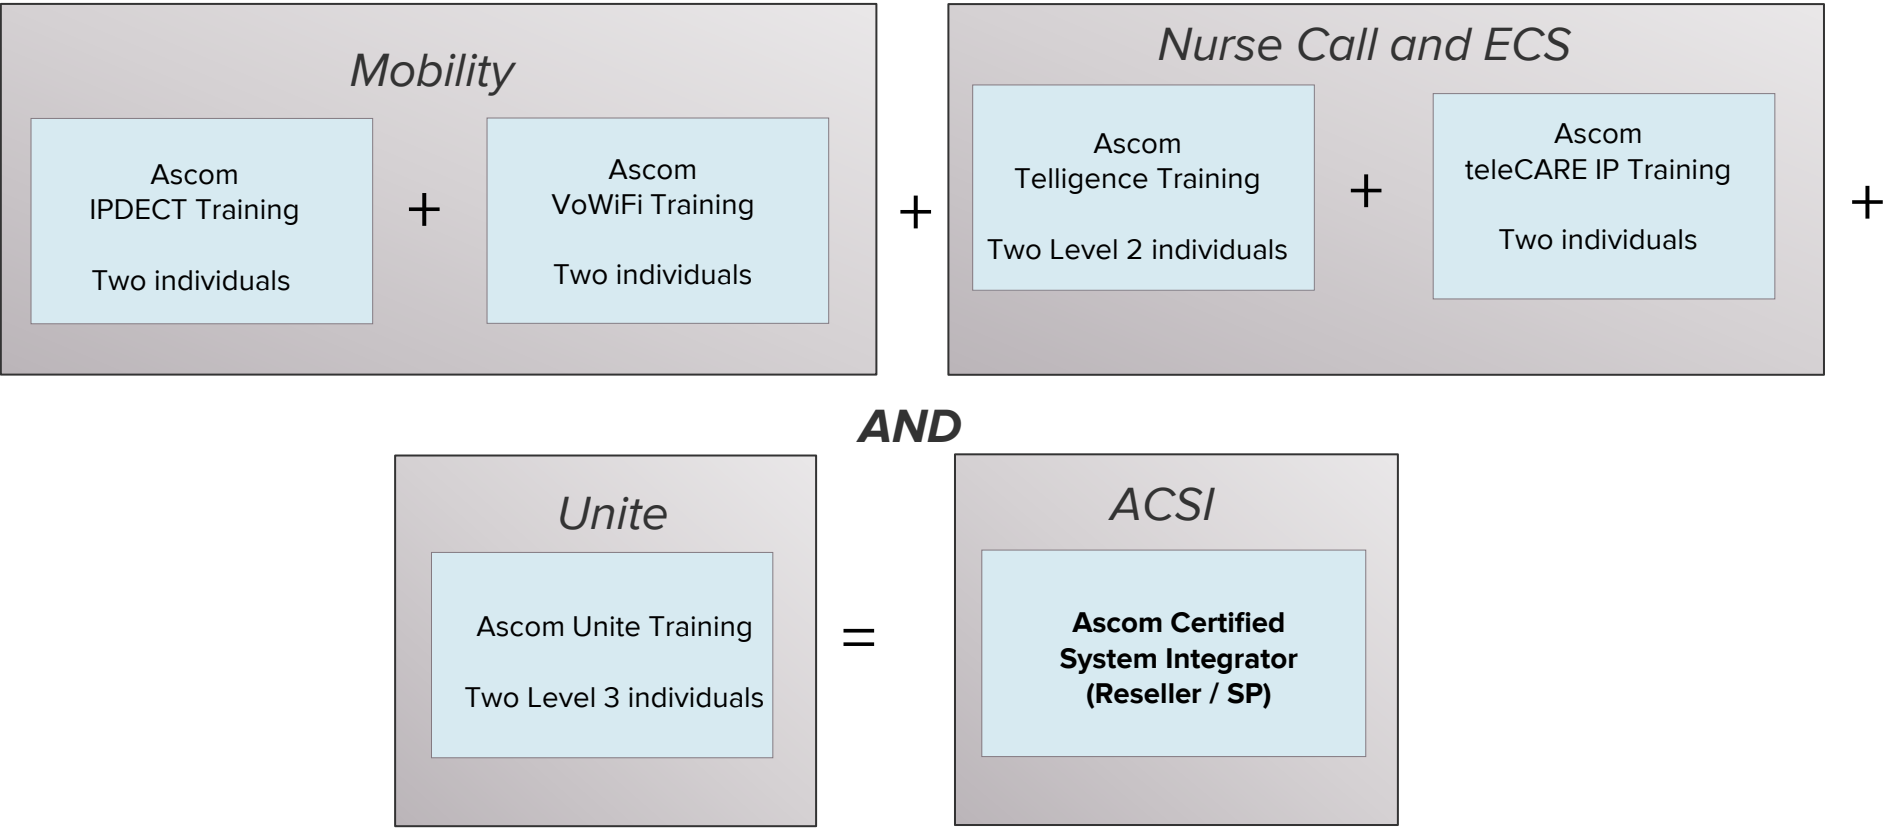 Mobility
Ascom
IPDECT Training
Two individuals
+
Ascom
VoWiFi Training
Two individuals
+
Nurse Call and ECS
Ascom
Telligence Training
Two Level 2 individuals
+
Ascom
teleCARE IP Training
Two individuals
+
AND
Unite
Ascom Unite Training
Two Level 3 individuals
=
ACSI
Ascom Certified
System Integrator
(Reseller / SP)